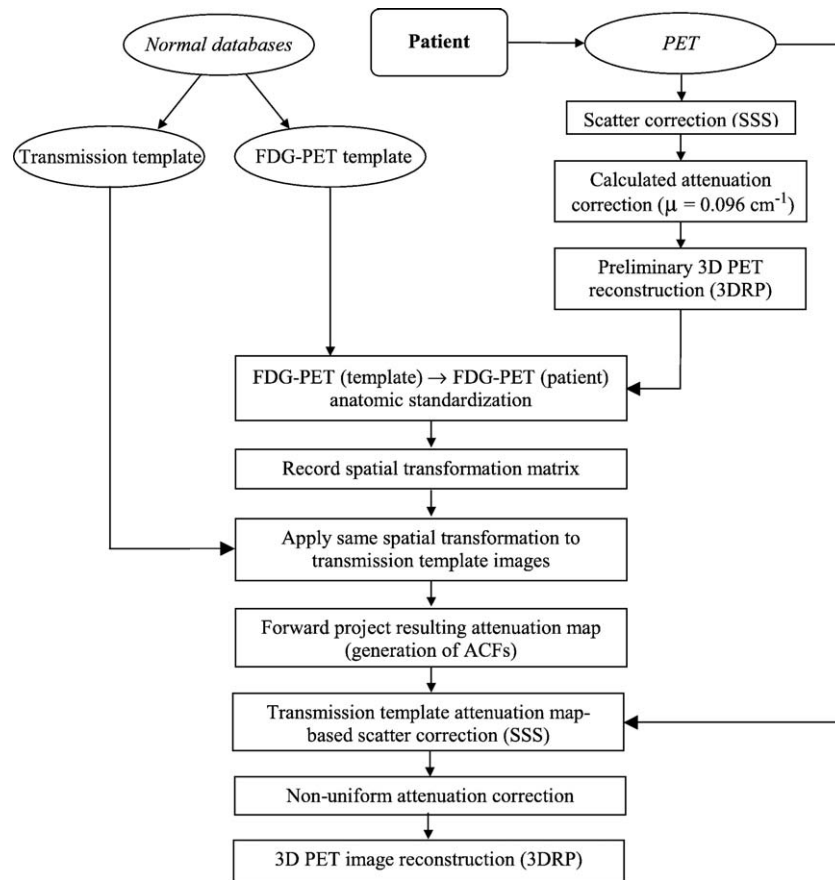 Normal databases
Patient
PET
Scatter correction (SSS)
Transmission template
FDG-PET template
Calculated attenuation
correction (μ = 0.096 cm⁻¹)
Preliminary 3D PET
reconstruction (3DRP)
FDG-PET (template) → FDG-PET (patient)
anatomic standardization
Record spatial transformation matrix
Apply same spatial transformation to
transmission template images
Forward project resulting attenuation map
(generation of ACFs)
Transmission template attenuation map-
based scatter correction (SSS)
Non-uniform attenuation correction
3D PET image reconstruction (3DRP)